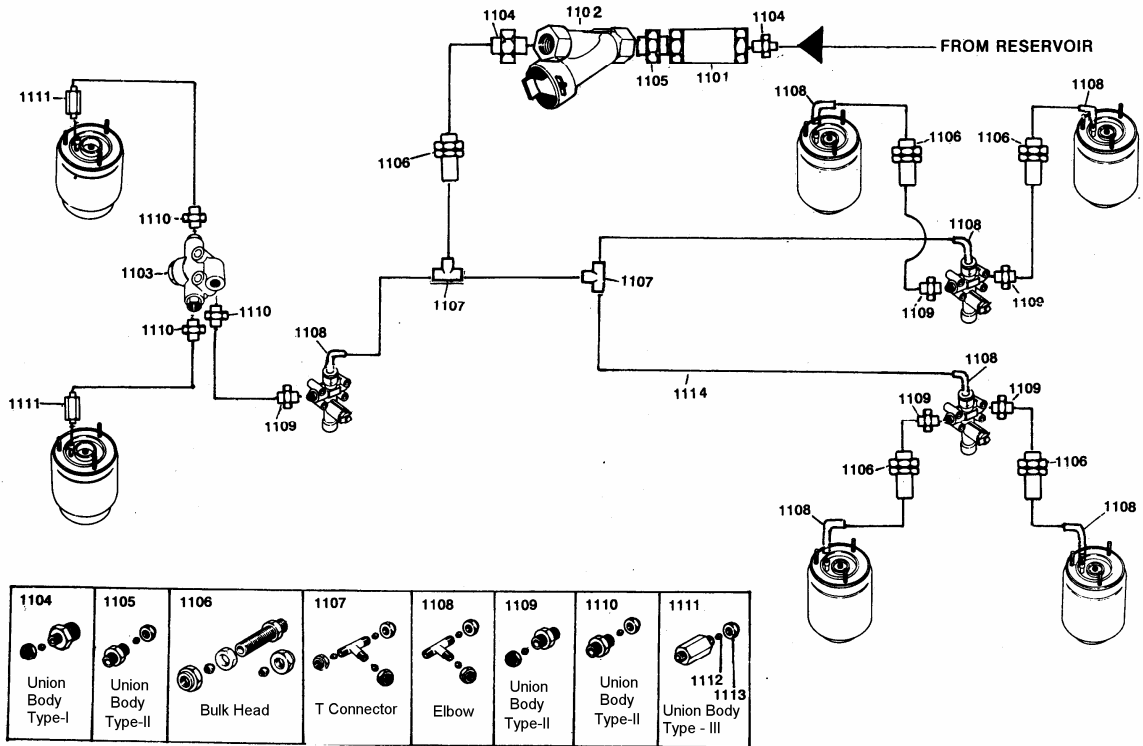 1104
1102
1104
FROM RESERVOIR
1105
1101
1111
1108
1108
1106
1106
1106
1110
1103
1108
1107
1107
1109
1109
1110
1110
1108
1108
1114
1109
1109
1111
1109
1106
1106
1108
1108
1104
Union
Body
Type-I
1105
Union
Body
Type-II
1106
Bulk Head
1107
T Connector
1108
Elbow
1109
Union
Body
Type-II
1110
Union
Body
Type-II
1111
1112
1113
Union Body
Type - III